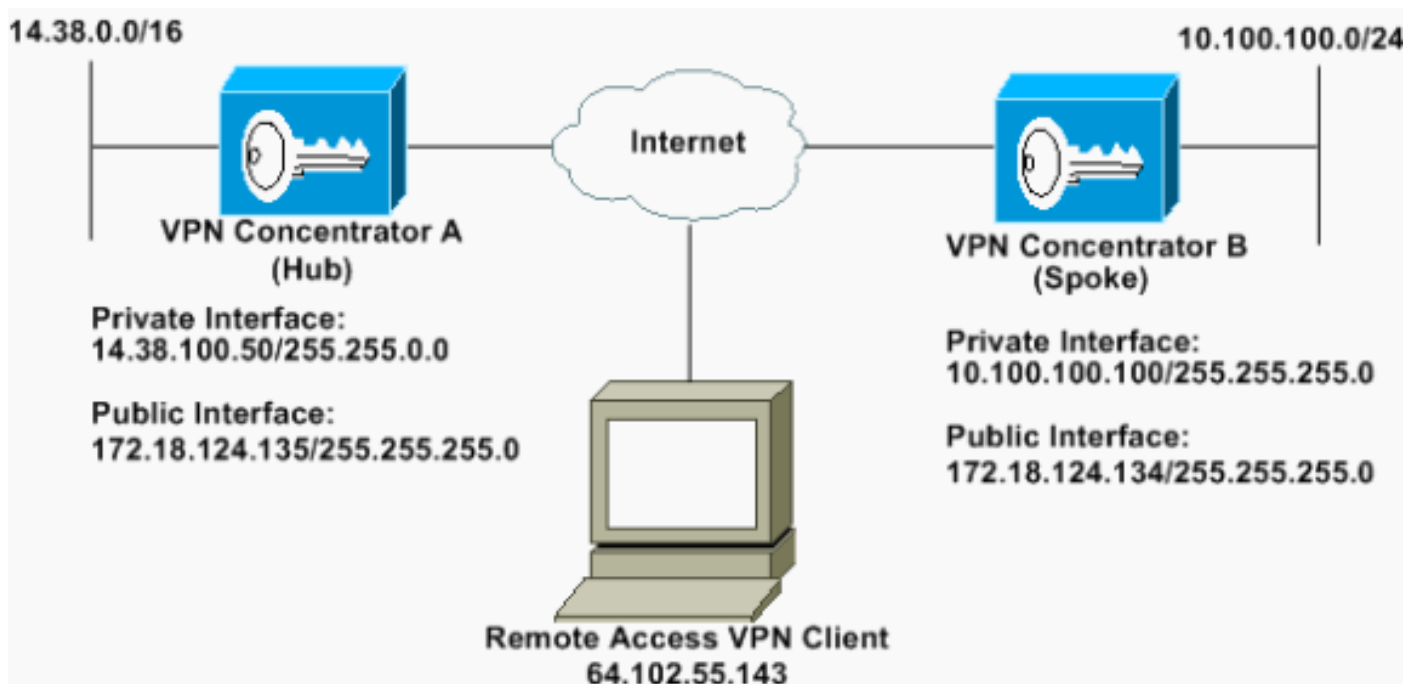 14.38.0.0/16
10.100.100.0/24
Internet
VPN Concentrator A
(Hub)
Private Interface:
14.38.100.50/255.255.0.0
Public Interface:
172.18.124.135/255.255.255.0
VPN Concentrator B
(Spoke)
Private Interface:
10.100.100.100/255.255.255.0
Public Interface:
172.18.124.134/255.255.255.0
Remote Access VPN Client
64.102.55.143